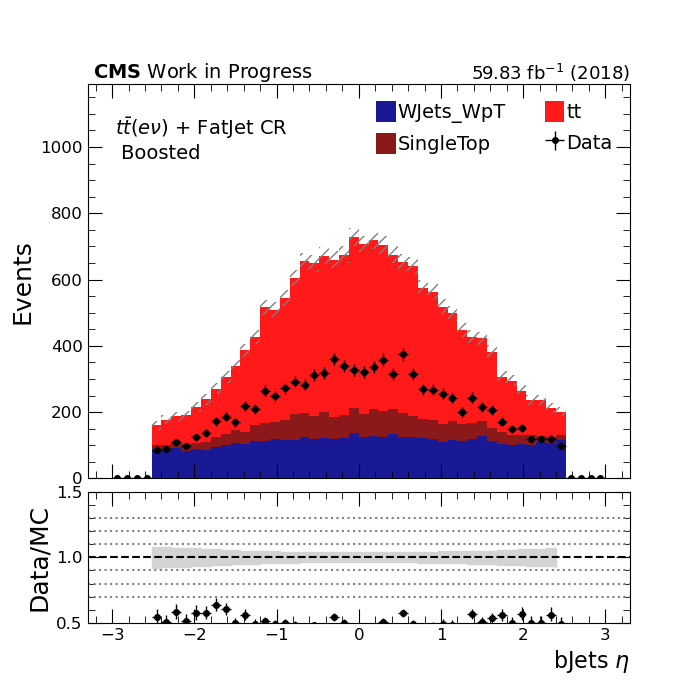 CMS Work in Progress 59.83 fb⁻¹ (2018)
tt̄(eν) + FatJet CR
Boosted
WJets_WpT tt
SingleTop Data
Events
1000
800
600
400
200
0
Data/MC
1.5
1.0
0.5
−3 −2 −1 0 1 2 3
bJets η